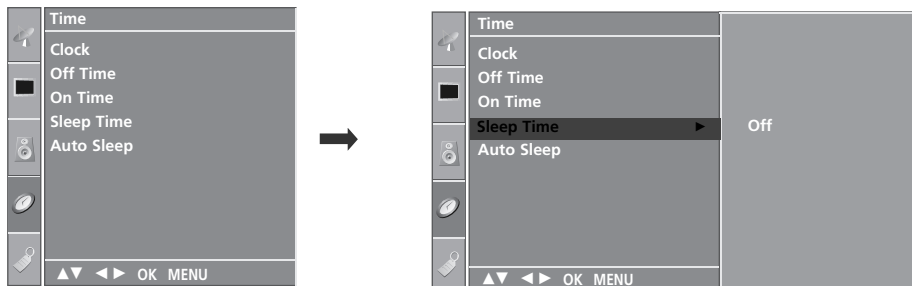 Time
Clock
Off Time
On Time
Sleep Time
Auto Sleep
▲▼ ◄► OK MENU
Time
Clock
Off Time
On Time
Sleep Time ► Off
Auto Sleep
▲▼ ◄► OK MENU